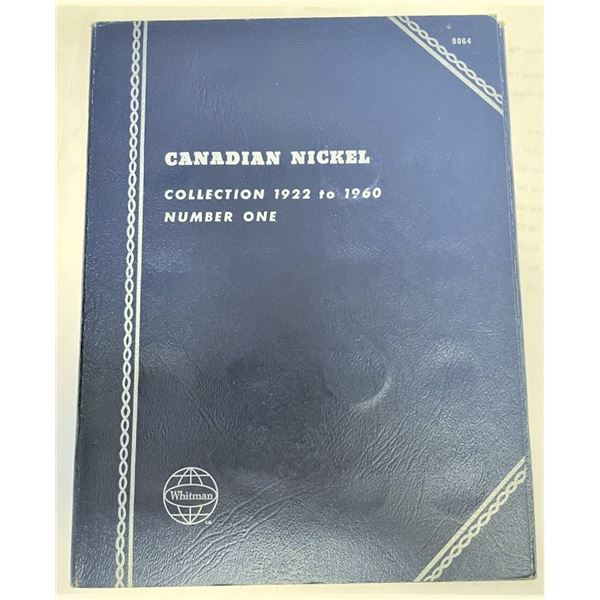 9064
CANADIAN NICKEL
COLLECTION 1922 to 1960
NUMBER ONE
Whitman